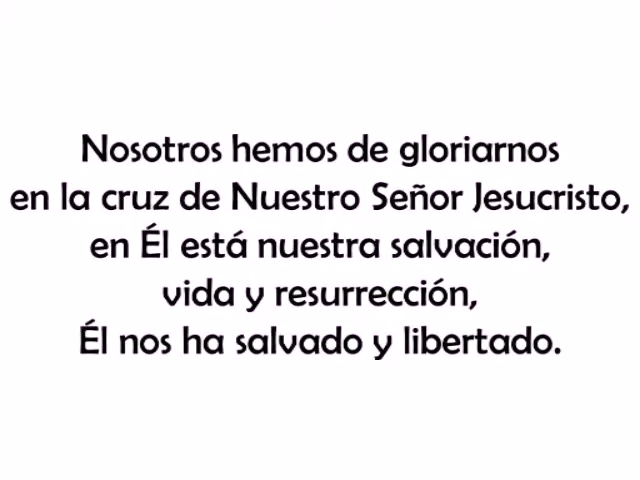 Nosotros hemos de gloriarnos
en la cruz de Nuestro Señor Jesucristo,
en Él está nuestra salvación,
vida y resurrección,
Él nos ha salvado y libertado.